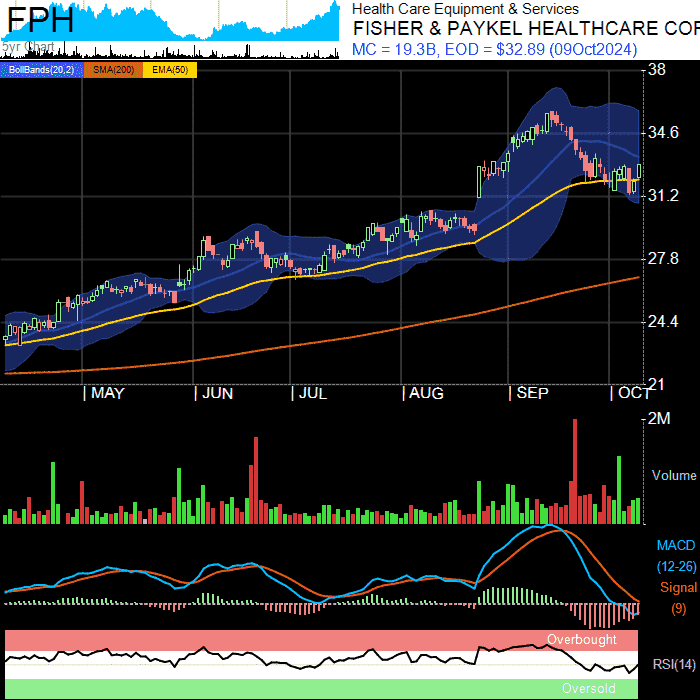 FPH
5yr Chart
Health Care Equipment & Services
FISHER & PAYKEL HEALTHCARE COR
MC = 19.3B, EOD = $32.89 (09Oct2024)
BollBands(20,2) SMA(200) EMA(50)
38
34.6
31.2
27.8
24.4
21
| MAY | JUN | JUL | AUG | SEP | OCT
2M
Volume
MACD
(12-26)
Signal
(9)
Overbought
RSI(14)
Oversold